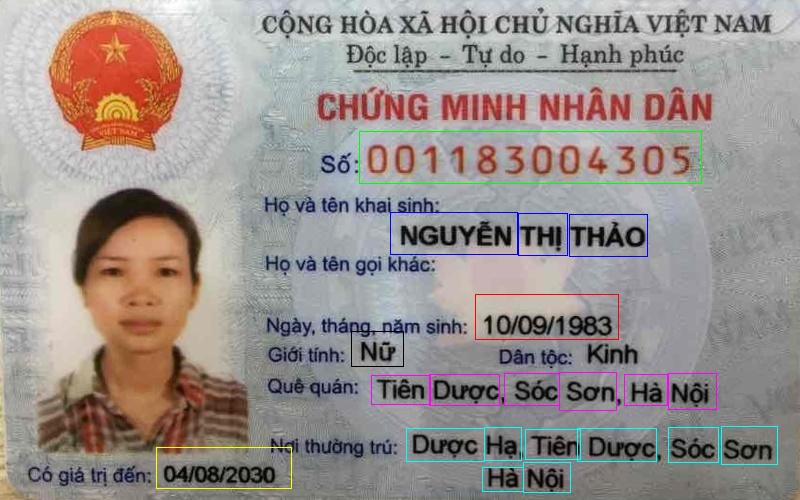 CỘNG HÒA XÃ HỘI CHỦ NGHĨA VIỆT NAM
Độc lập - Tự do - Hạnh phúc
CHỨNG MINH NHÂN DÂN
Số: 001183004305
Họ và tên khai sinh:
NGUYỄN THỊ THẢO
Họ và tên gọi khác:
Ngày, tháng, năm sinh: 10/09/1983
Giới tính: Nữ Dân tộc: Kinh
Quê quán: Tiên Dược, Sóc Sơn, Hà Nội
Nơi thường trú: Dược Hạ, Tiên Dược, Sóc Sơn
Hà Nội
Có giá trị đến: 04/08/2030
VIỆT NAM